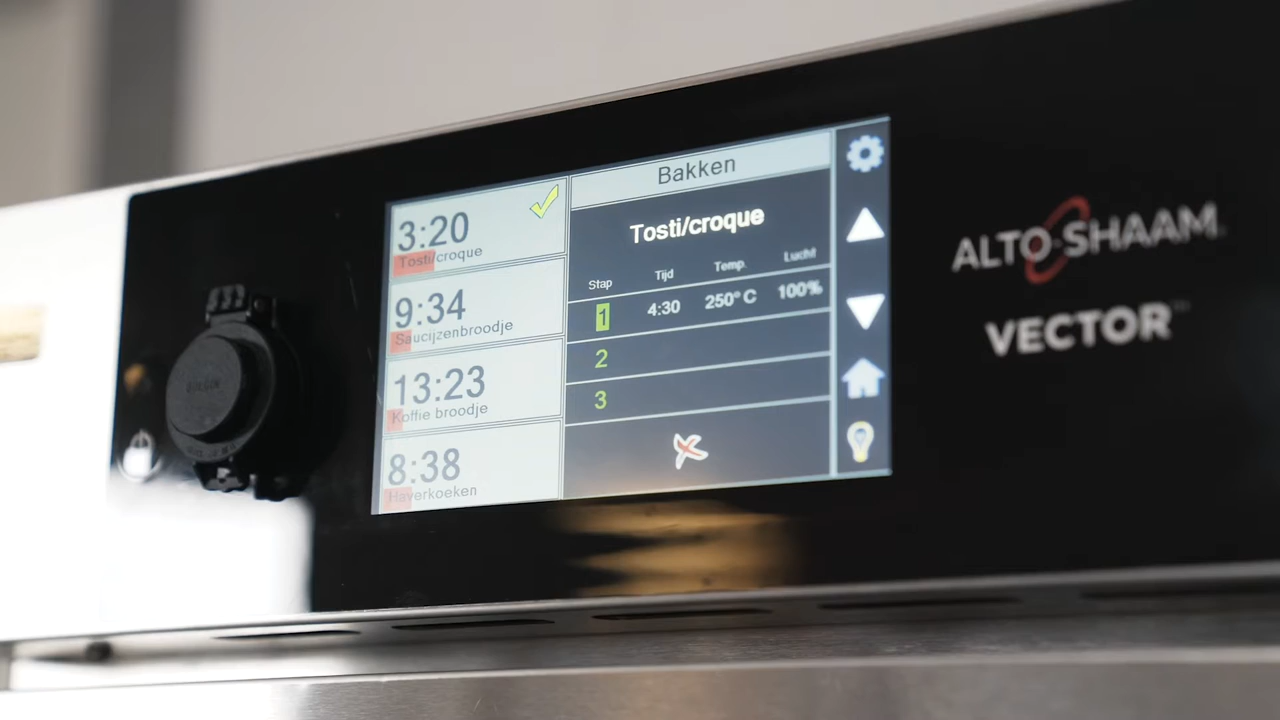 3:20
Tosti/croque
9:34
Saucijzenbroodje
13:23
Koffie broodje
8:38
Haverkoeken
Bakken
Tosti/croque
Stap Tijd Temp. Lucht
1 4:30 250°C 100%
2
3
ALTO-SHAAM
VECTOR